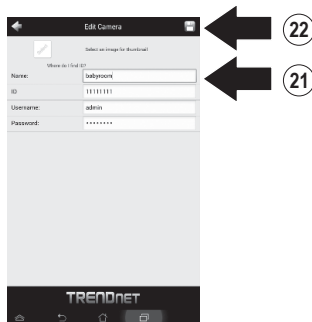 Edit Camera
22
Select an image for thumbnail
Where do I find ID?
Name: babyroom
21
ID 11111111
Username: admin
Password: ••••••••
TRENDNET